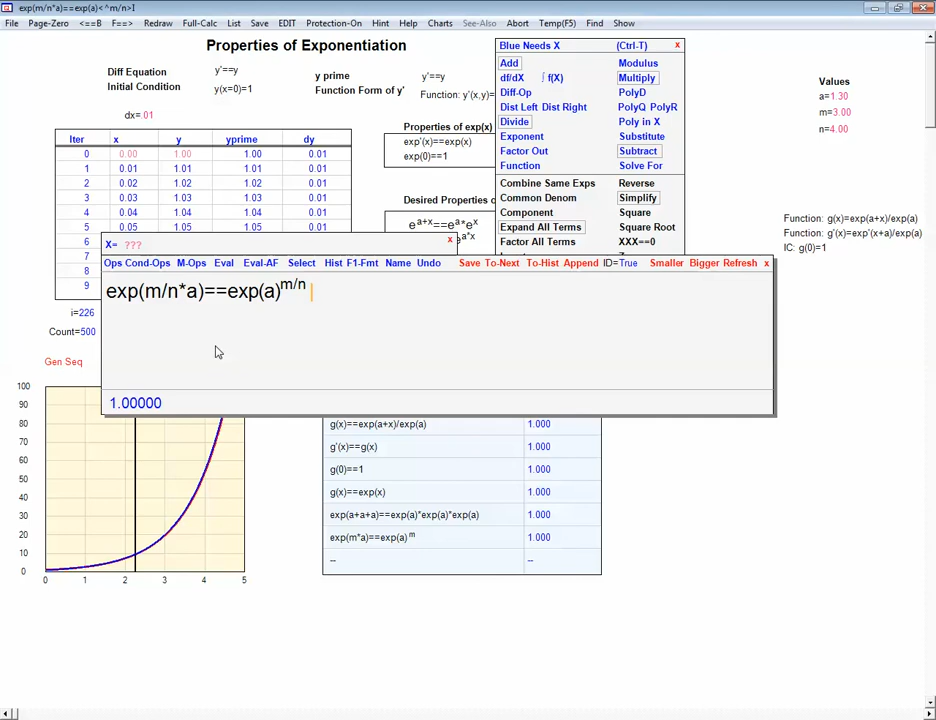 exp(m/n*a)==exp(a)<^m/n>I
File Page-Zero <==B F==> Redraw Full-Calc List Save EDIT Protection-OFF Hint Help Charts See-Also Abort Temp(F5) Find Show
Properties of Exponentiation
Diff Equation y'==y
Initial Condition y(x=0)=1
y prime y'==y
Function Form of y' Function: y'(x,y)=
dx=.01
Iter x y yprime dy
0 0.00 1.00 1.00 0.01
1 0.01 1.01 1.01 0.01
2 0.02 1.02 1.02 0.01
3 0.03 1.03 1.03 0.01
4 0.04 1.04 1.04 0.01
5 0.05 1.05 1.05 0.01
6
7
8
9
i=226
Count=500
Gen Seq
Properties of exp(x)
exp'(x)==exp(x)
exp(0)==1
Desired Properties o
e^{a+x}==e^{a}*e^{x}
Blue Needs X (Ctrl-T) x
Add Modulus
df/dX ∫ f(X) Multiply
Diff-Op PolyD
Dist Left Dist Right PolyQ PolyR
Divide Poly in X
Exponent Substitute
Factor Out Subtract
Function Solve For
Combine Same Exps Reverse
Common Denom Simplify
Component Square
Expand All Terms Square Root
Factor All Terms XXX==0
Values
a=1.30
m=3.00
n=4.00
Function: g(x)=exp(a+x)/exp(a)
Function: g'(x)=exp'(x+a)/exp(a)
IC: g(0)=1
X= ??? x
Ops Cond-Ops M-Ops Eval Eval-AF Select Hist F1-Fmt Name Undo Save To-Next To-Hist Append ID=True Smaller Bigger Refresh x
exp(m/n*a)==exp(a)^{m/n}
1.00000
g(x)==exp(a+x)/exp(a) 1.000
g'(x)==g(x) 1.000
g(0)==1 1.000
g(x)==exp(x) 1.000
exp(a+a+a)==exp(a)*exp(a)*exp(a) 1.000
exp(m*a)==exp(a)^{m} 1.000
-- --
100
90
80
70
60
50
40
30
20
10
0
0 1 2 3 4 5